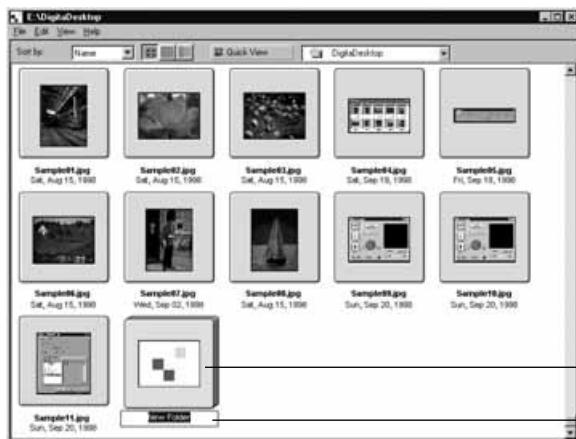 E:\DigitaDesktop
File Edit View Help
Sort by: Name Quick View DigitaDesktop
Sample01.jpg Sample02.jpg Sample03.jpg Sample04.jpg Sample05.jpg
Sat, Aug 15, 1998 Sat, Aug 15, 1998 Sat, Aug 15, 1998 Sat, Sep 19, 1998 Fri, Sep 18, 1998
Sample06.jpg Sample07.jpg Sample08.jpg Sample09.jpg Sample10.jpg
Sat, Aug 15, 1998 Wed, Sep 02, 1998 Sat, Aug 15, 1998 Sun, Sep 20, 1998 Sun, Sep 20, 1998
Sample11.jpg New Folder
Sun, Sep 20, 1998